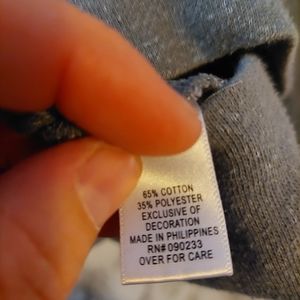 65% COTTON
35% POLYESTER
EXCLUSIVE OF
DECORATION
MADE IN PHILIPPINES
RN# 090233
OVER FOR CARE